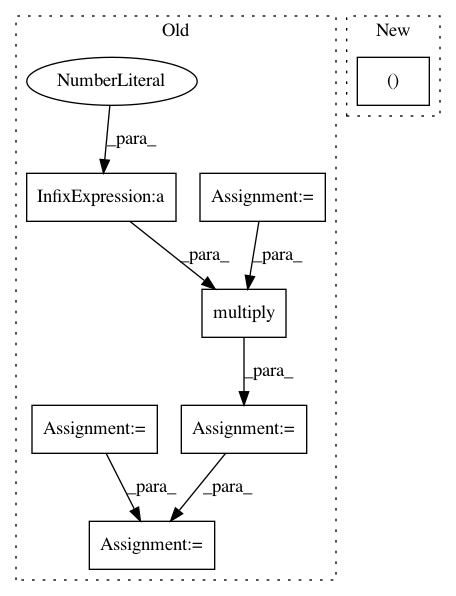 Old
New
NumberLiteral
()
_para_
InfixExpression:a
Assignment:=
_para_
_para_
multiply
_para_
Assignment:=
Assignment:=
_para_
_para_
Assignment:=